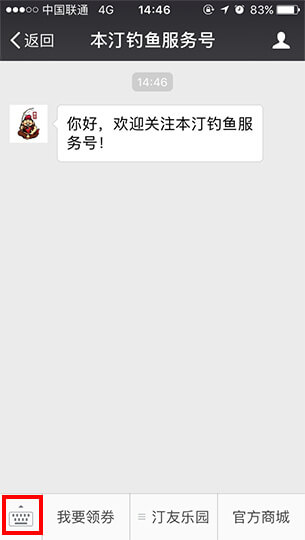 中国联通 4G 14:46 83%
返回 本汀钓鱼服务号
14:46
你好，欢迎关注本汀钓鱼服
务号！
我要领券 汀友乐园 官方商城